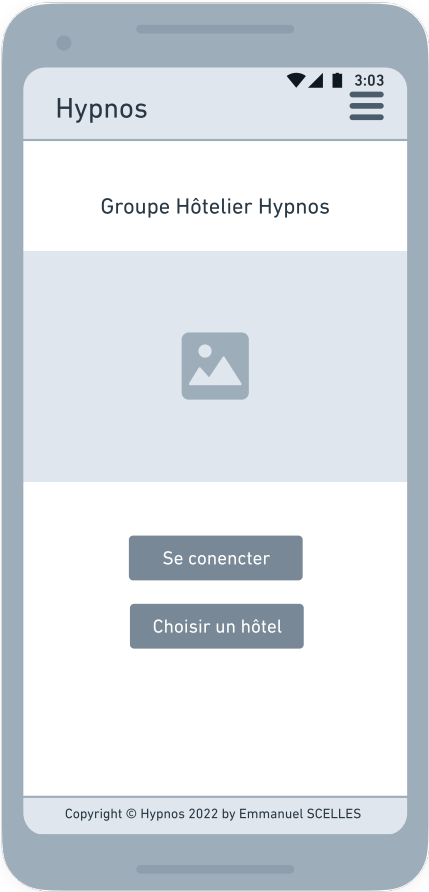 3:03
Hypnos
Groupe Hôtelier Hypnos
Se conencter
Choisir un hôtel
Copyright © Hypnos 2022 by Emmanuel SCELLES